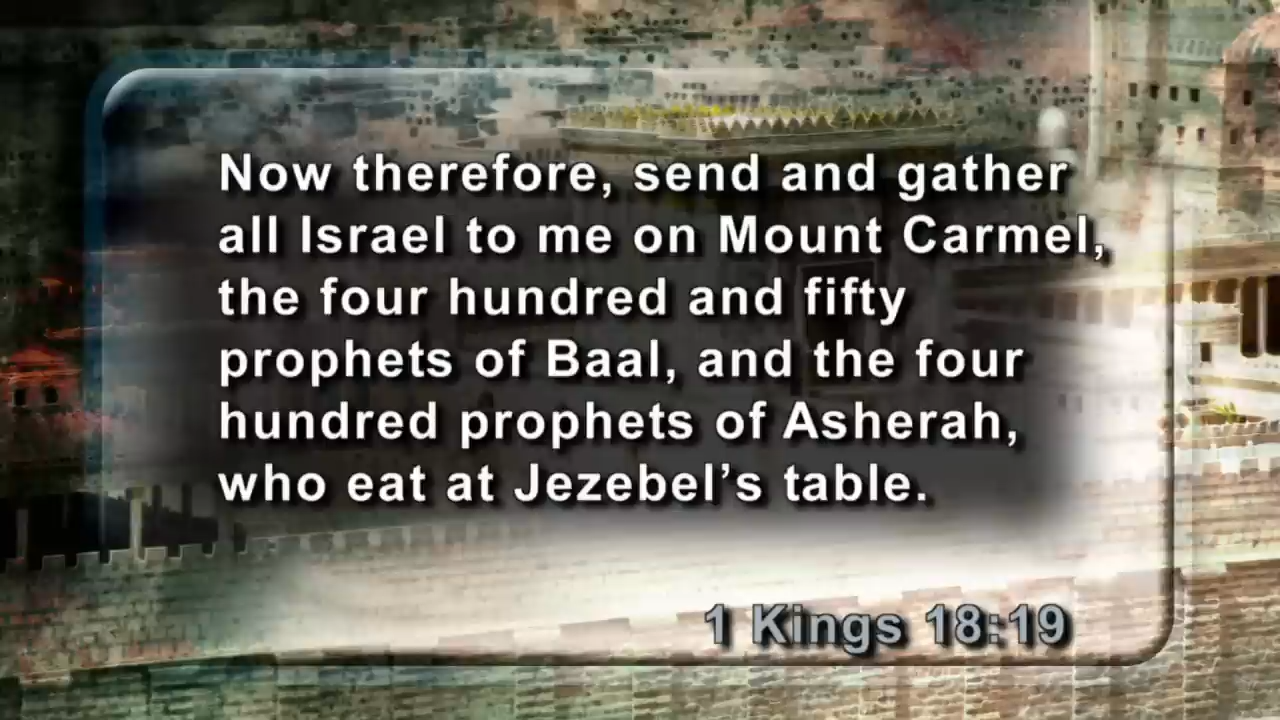 Now therefore, send and gather
all Israel to me on Mount Carmel,
the four hundred and fifty
prophets of Baal, and the four
hundred prophets of Asherah,
who eat at Jezebel’s table.
1 Kings 18:19